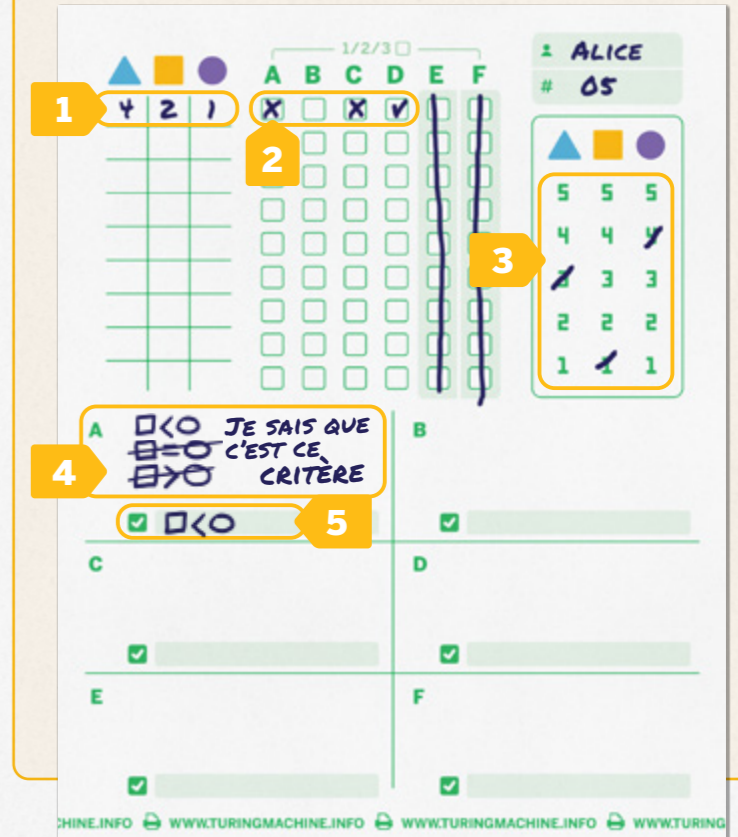 1/2/3
A B C D E F
ALICE
# 05
1
4 2 1
X X ✓
2
3
5 5 5
4 4 4
3 3 3
2 2 2
1 1 1
4
A
□<○ JE SAIS QUE
□=○ C'EST CE
□>○ CRITÈRE
□<○
5
B
C
D
E
F
CHINE.INFO WWW.TURINGMACHINE.INFO WWW.TURINGMACHINE.INFO WWW.TURING